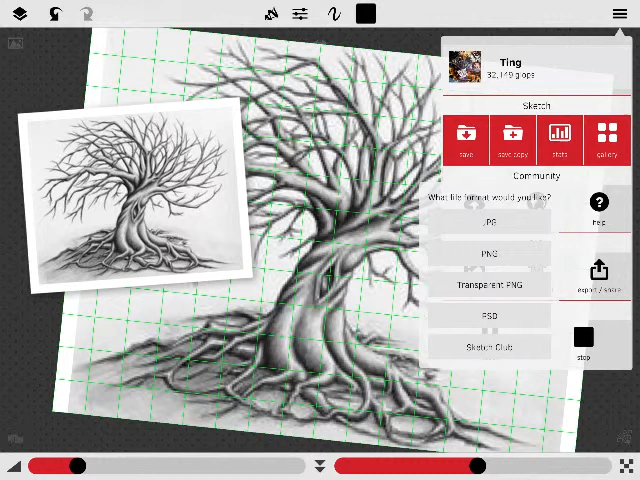 Ting
32,149 glops
Sketch
save
save copy
stats
gallery
Community
What file format would you like?
JPG
PNG
Transparent PNG
PSD
Sketch Club
help
export / share
stop